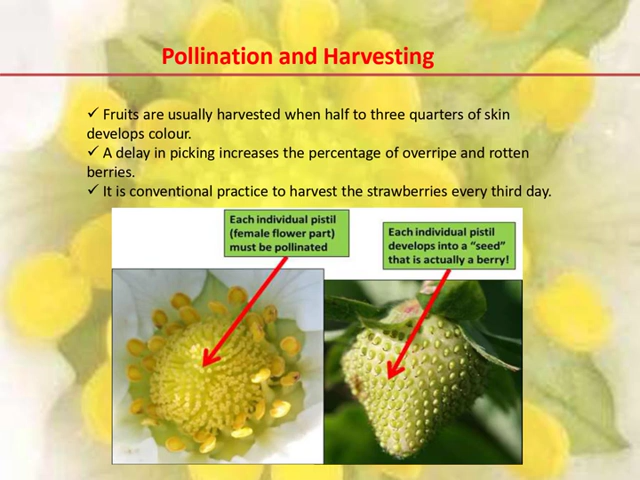 Pollination and Harvesting
✓ Fruits are usually harvested when half to three quarters of skin
develops colour.
✓ A delay in picking increases the percentage of overripe and rotten
berries.
✓ It is conventional practice to harvest the strawberries every third day.
Each individual pistil
(female flower part)
must be pollinated
Each individual pistil
develops into a “seed”
that is actually a berry!